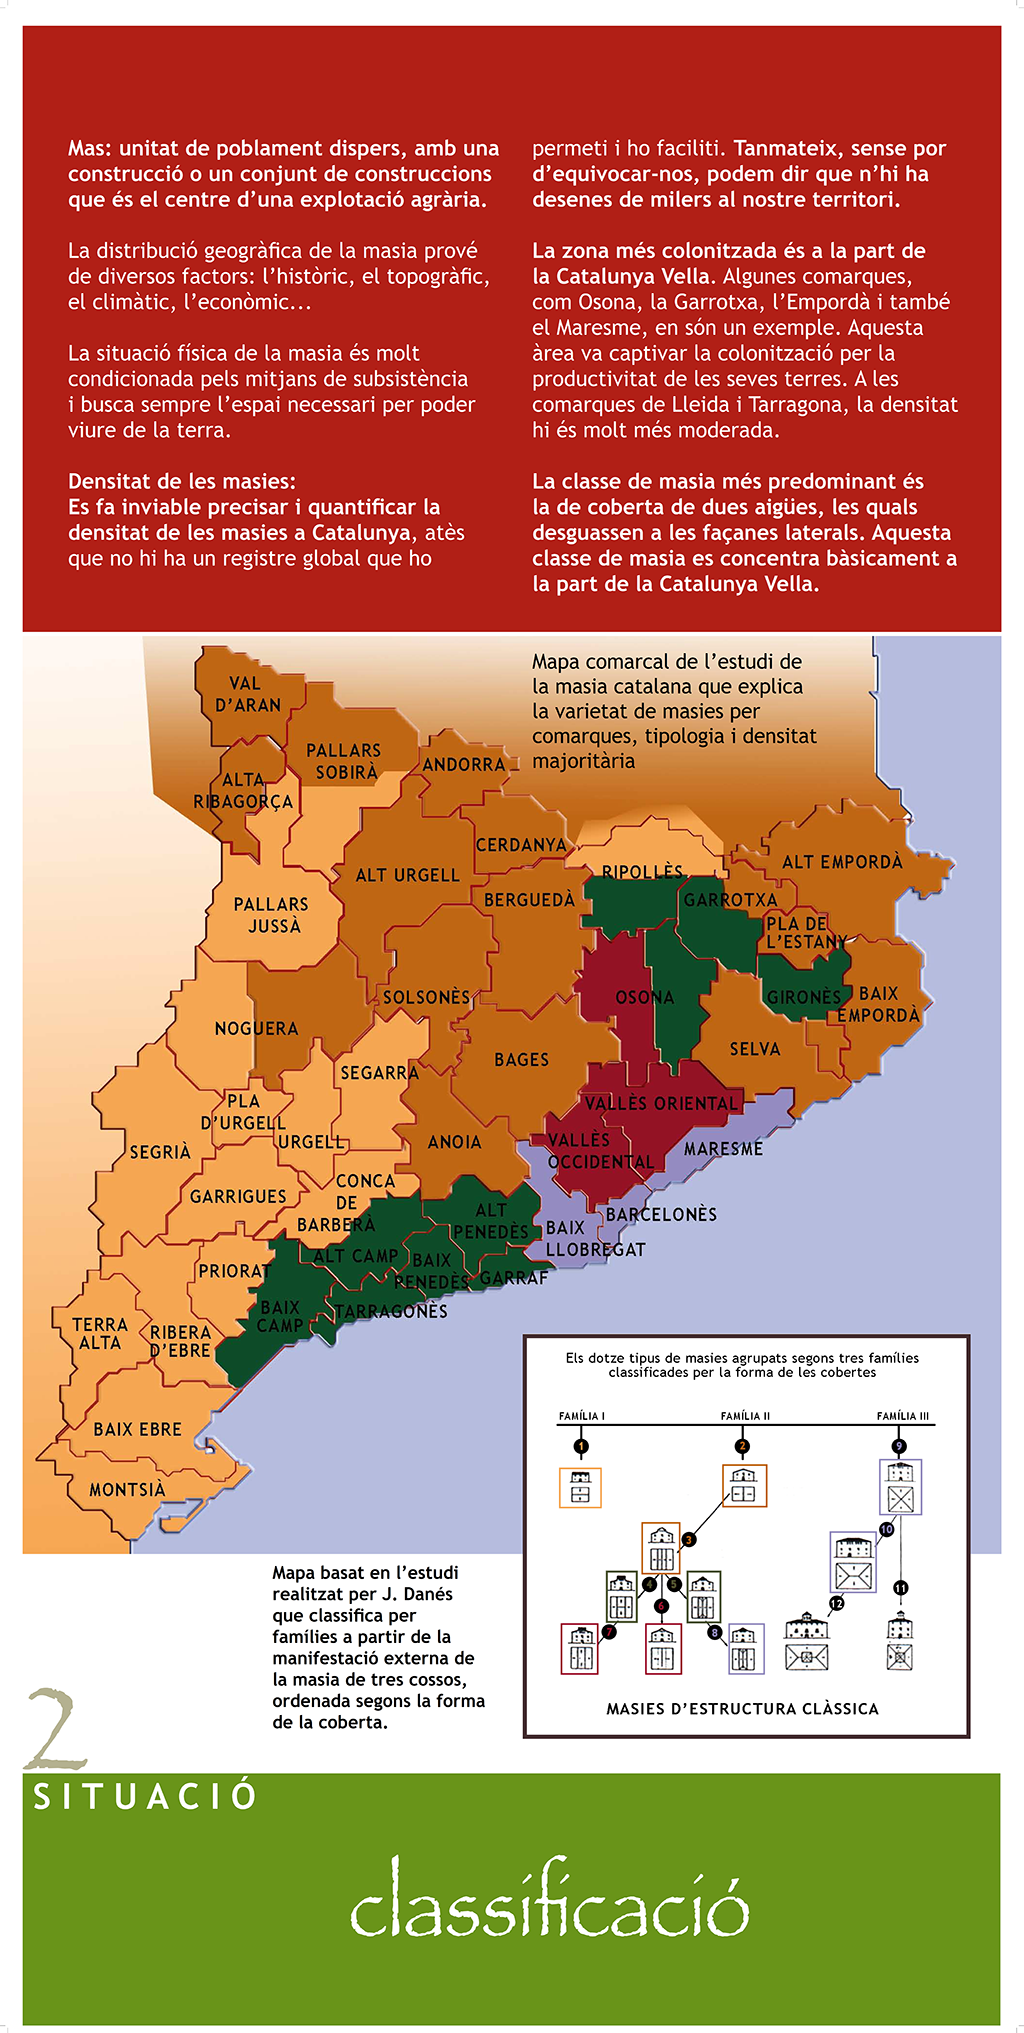 Mas: unitat de poblament dispers, amb una
construcció o un conjunt de construccions
que és el centre d’una explotació agrària.
La distribució geogràfica de la masia prové
de diversos factors: l’històric, el topogràfic,
el climàtic, l’econòmic...
La situació física de la masia és molt
condicionada pels mitjans de subsistència
i busca sempre l’espai necessari per poder
viure de la terra.
Densitat de les masies:
Es fa inviable precisar i quantificar la
densitat de les masies a Catalunya, atès
que no hi ha un registre global que ho
permeti i ho faciliti. Tanmateix, sense por
d’equivocar-nos, podem dir que n’hi ha
desenes de milers al nostre territori.
La zona més colonitzada és a la part de
la Catalunya Vella. Algunes comarques,
com Osona, la Garrotxa, l’Empordà i també
el Maresme, en són un exemple. Aquesta
àrea va captivar la colonització per la
productivitat de les seves terres. A les
comarques de Lleida i Tarragona, la densitat
hi és molt més moderada.
La classe de masia més predominant és
la de coberta de dues aigües, les quals
desguassen a les façanes laterals. Aquesta
classe de masia es concentra bàsicament a
la part de la Catalunya Vella.
Mapa comarcal de l’estudi de
la masia catalana que explica
la varietat de masies per
comarques, tipologia i densitat
majoritària
VAL
D’ARAN
PALLARS
SOBIRÀ
ANDORRA
ALTA
RIBAGORÇA
CERDANYA
ALT URGELL
RIPOLLÈS
ALT EMPORDÀ
BERGUEDÀ
GARROTXA
PALLARS
JUSSÀ
PLA DE
L’ESTANY
SOLSONÈS
OSONA
GIRONÈS
BAIX
EMPORDÀ
NOGUERA
SELVA
BAGES
SEGARRA
PLA
D’URGELL
VALLÈS ORIENTAL
URGELL
ANOIA
VALLÈS
OCCIDENTAL
MARESME
SEGRIÀ
GARRIGUES
CONCA
DE
BARBERÀ
ALT
PENEDÈS
BARCELONÈS
BAIX
LLOBREGAT
ALT CAMP
BAIX
PENEDÈS
GARRAF
PRIORAT
BAIX
CAMP
TARRAGONÈS
TERRA
ALTA
RIBERA
D’EBRE
BAIX EBRE
MONTSIÀ
Els dotze tipus de masies agrupats segons tres famílies
classificades per la forma de les cobertes
FAMÍLIA I
FAMÍLIA II
FAMÍLIA III
1
2
9
3
10
4
5
11
6
12
7
8
MASIES D’ESTRUCTURA CLÀSSICA
Mapa basat en l’estudi
realitzat per J. Danés
que classifica per
famílies a partir de la
manifestació externa de
la masia de tres cossos,
ordenada segons la forma
de la coberta.
2
SITUACIÓ
classificació